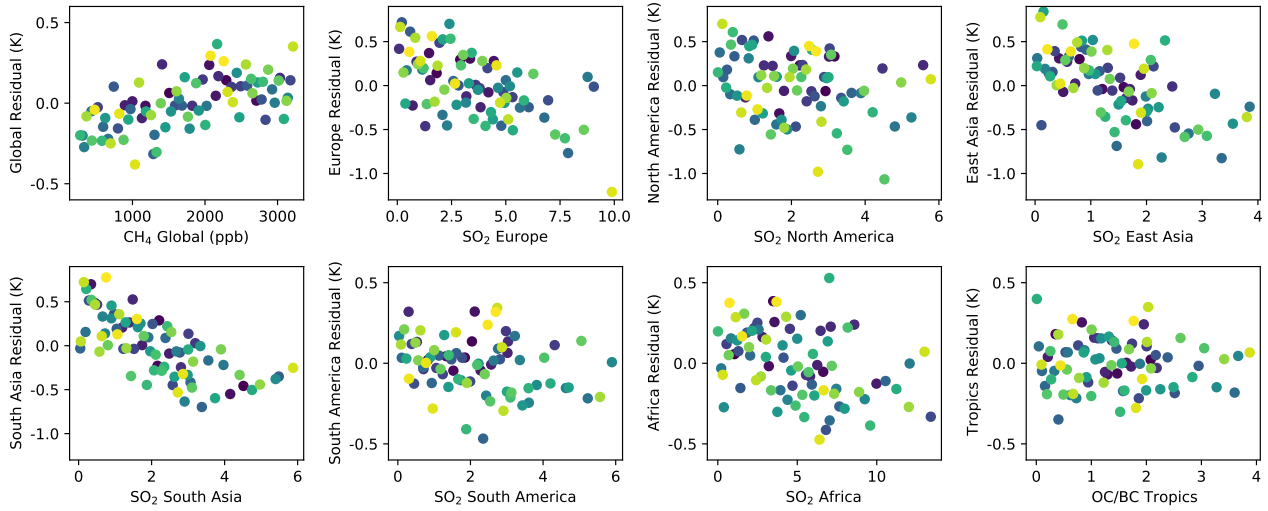 Global Residual (K)
0.5
0.0
-0.5
1000 2000 3000
CH₄ Global (ppb)
Europe Residual (K)
0.5
0.0
-0.5
-1.0
0.0 2.5 5.0 7.5 10.0
SO₂ Europe
North America Residual (K)
0.5
0.0
-0.5
-1.0
0 2 4 6
SO₂ North America
East Asia Residual (K)
0.5
0.0
-0.5
-1.0
0 1 2 3 4
SO₂ East Asia
South Asia Residual (K)
0.5
0.0
-0.5
-1.0
0 2 4 6
SO₂ South Asia
South America Residual (K)
0.5
0.0
-0.5
0 2 4 6
SO₂ South America
Africa Residual (K)
0.5
0.0
-0.5
0 5 10
SO₂ Africa
Tropics Residual (K)
0.5
0.0
-0.5
0 1 2 3 4
OC/BC Tropics